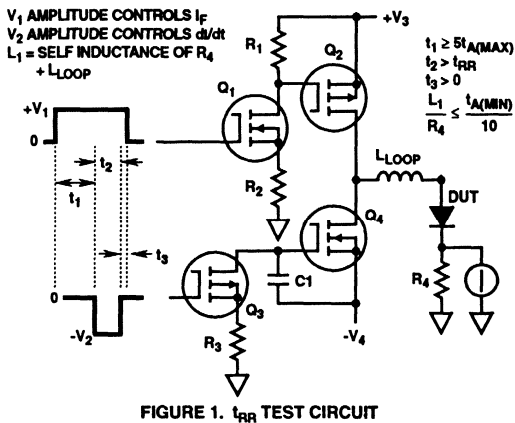 V1 AMPLITUDE CONTROLS IF
V2 AMPLITUDE CONTROLS dI/dt
L1 = SELF INDUCTANCE OF R4
+ LLOOP
+V3
t1 ≥ 5tA(MAX)
t2 > tRR
t3 > 0
L1/R4 ≤ tA(MIN)/10
R1
Q2
Q1
+V1
0
t2
t1
R2
LLOOP
DUT
Q4
t3
R4
C1
0
Q3
-V2
R3
-V4
FIGURE 1. tRR TEST CIRCUIT